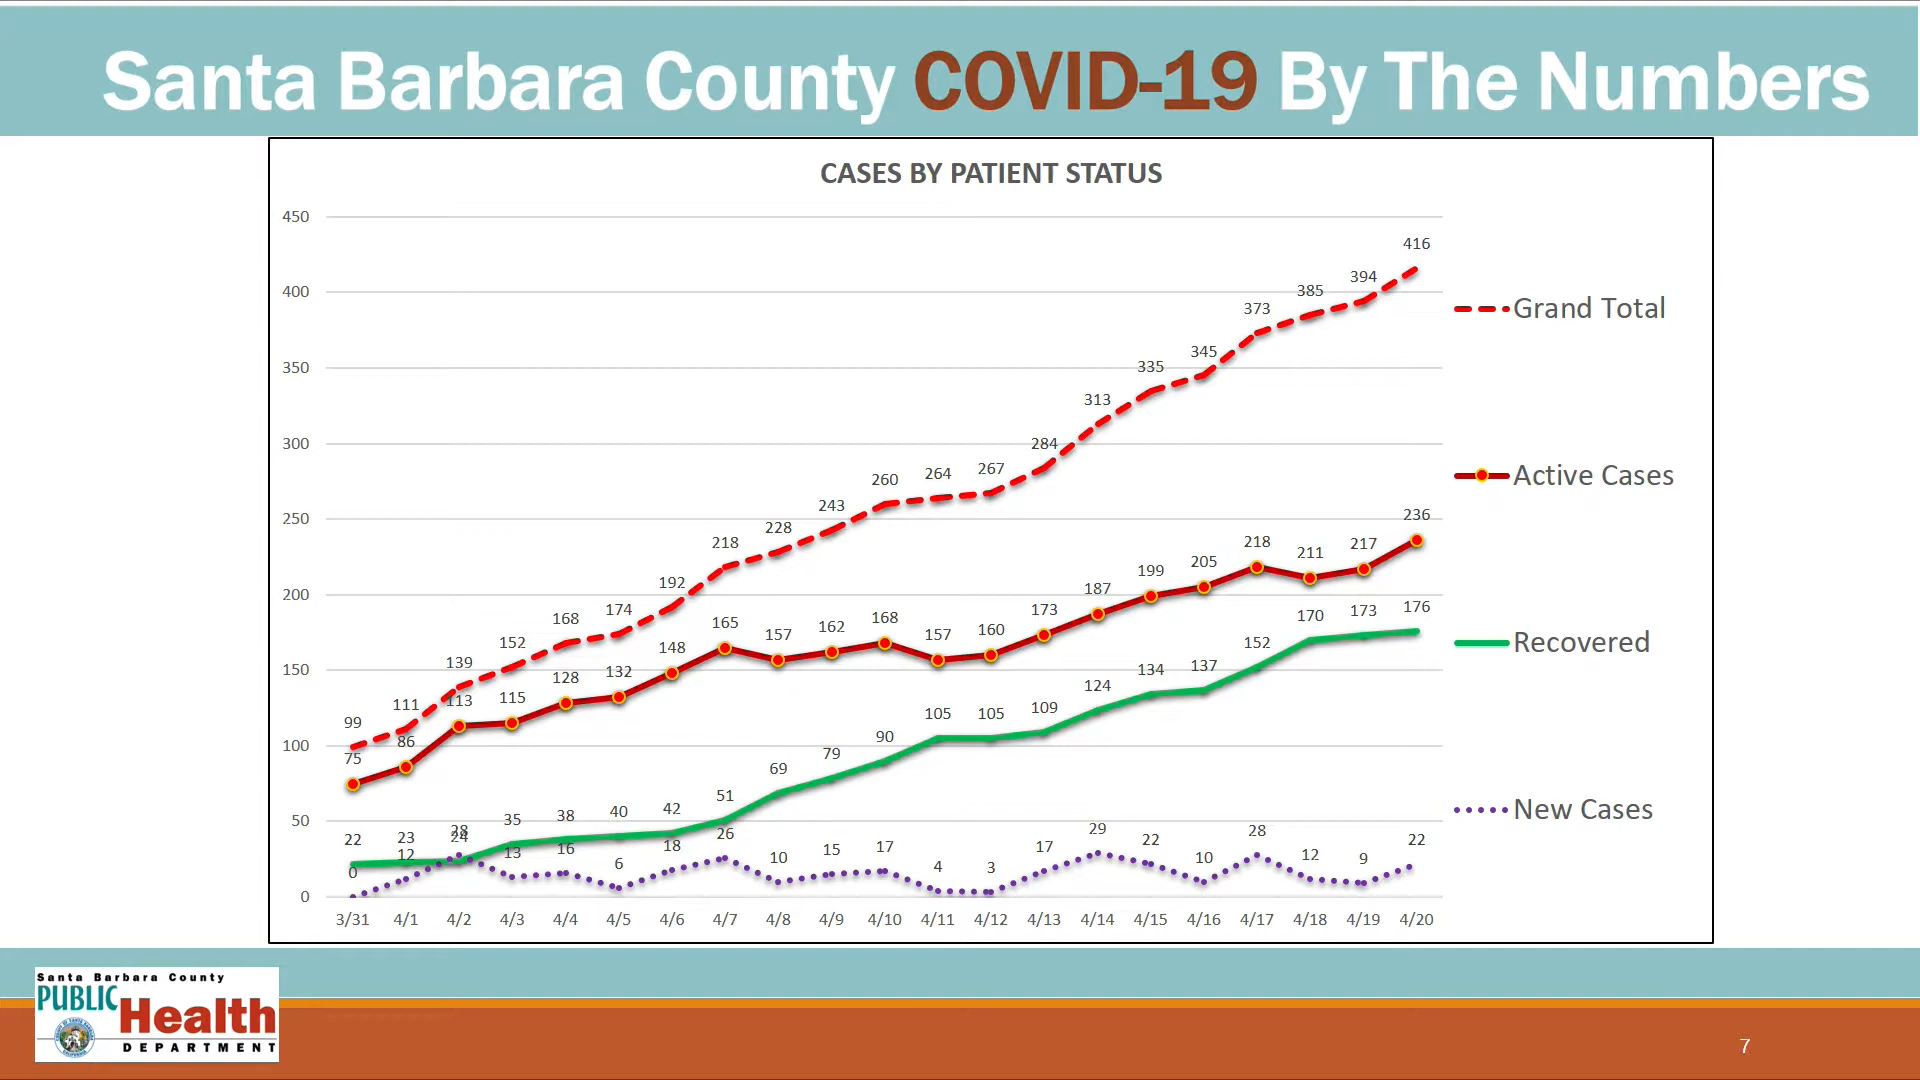 Santa Barbara County COVID-19 By The Numbers
CASES BY PATIENT STATUS
450
400
350
300
250
200
150
100
50
0
99 111 139 152 168 174 192 218 228 243 260 264 267 284 313 335 345 373 385 394 416
75 86 113 115 128 132 148 165 157 162 168 157 160 173 187 199 205 218 211 217 236
22 23 24 35 38 40 42 51 69 79 90 105 105 109 124 134 137 152 170 173 176
0 12 28 13 16 6 18 26 10 15 17 4 3 17 29 22 10 28 12 9 22
3/31 4/1 4/2 4/3 4/4 4/5 4/6 4/7 4/8 4/9 4/10 4/11 4/12 4/13 4/14 4/15 4/16 4/17 4/18 4/19 4/20
Grand Total
Active Cases
Recovered
New Cases
Santa Barbara County
PUBLIC Health
DEPARTMENT
7